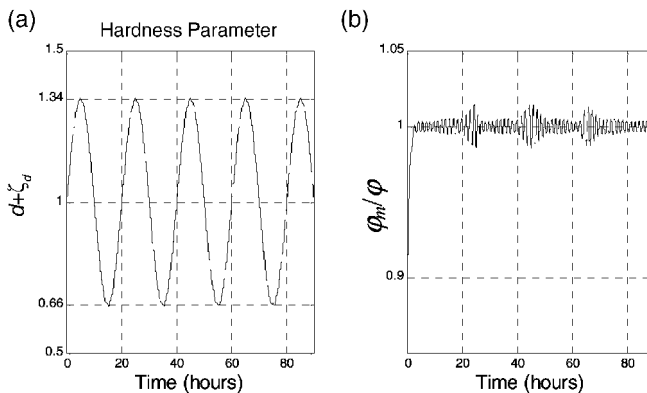 (a)
Hardness Parameter
1.5
1.34
1
0.66
0.5
d+ζd
0 20 40 60 80
Time (hours)
(b)
1.05
1
0.9
φm/φ
0 20 40 60 80
Time (hours)